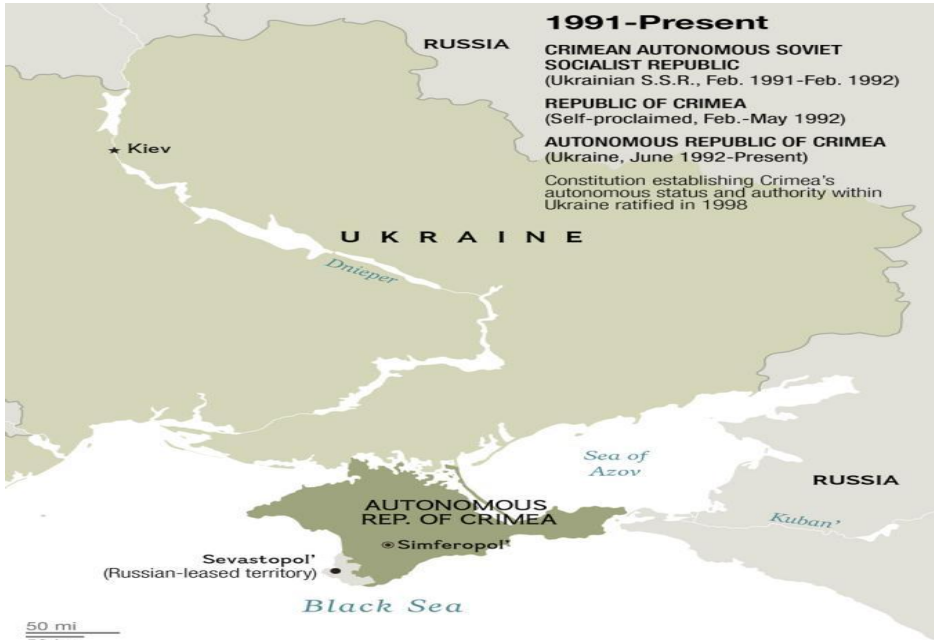 1991-Present
CRIMEAN AUTONOMOUS SOVIET
SOCIALIST REPUBLIC
(Ukrainian S.S.R., Feb. 1991-Feb. 1992)
REPUBLIC OF CRIMEA
(Self-proclaimed, Feb.-May 1992)
AUTONOMOUS REPUBLIC OF CRIMEA
(Ukraine, June 1992-Present)
Constitution establishing Crimea's
autonomous status and authority within
Ukraine ratified in 1998
RUSSIA
Kiev
UKRAINE
Dnieper
Sea of
Azov
RUSSIA
Kuban'
AUTONOMOUS
REP. OF CRIMEA
Simferopol'
Sevastopol'
(Russian-leased territory)
Black Sea
50 mi